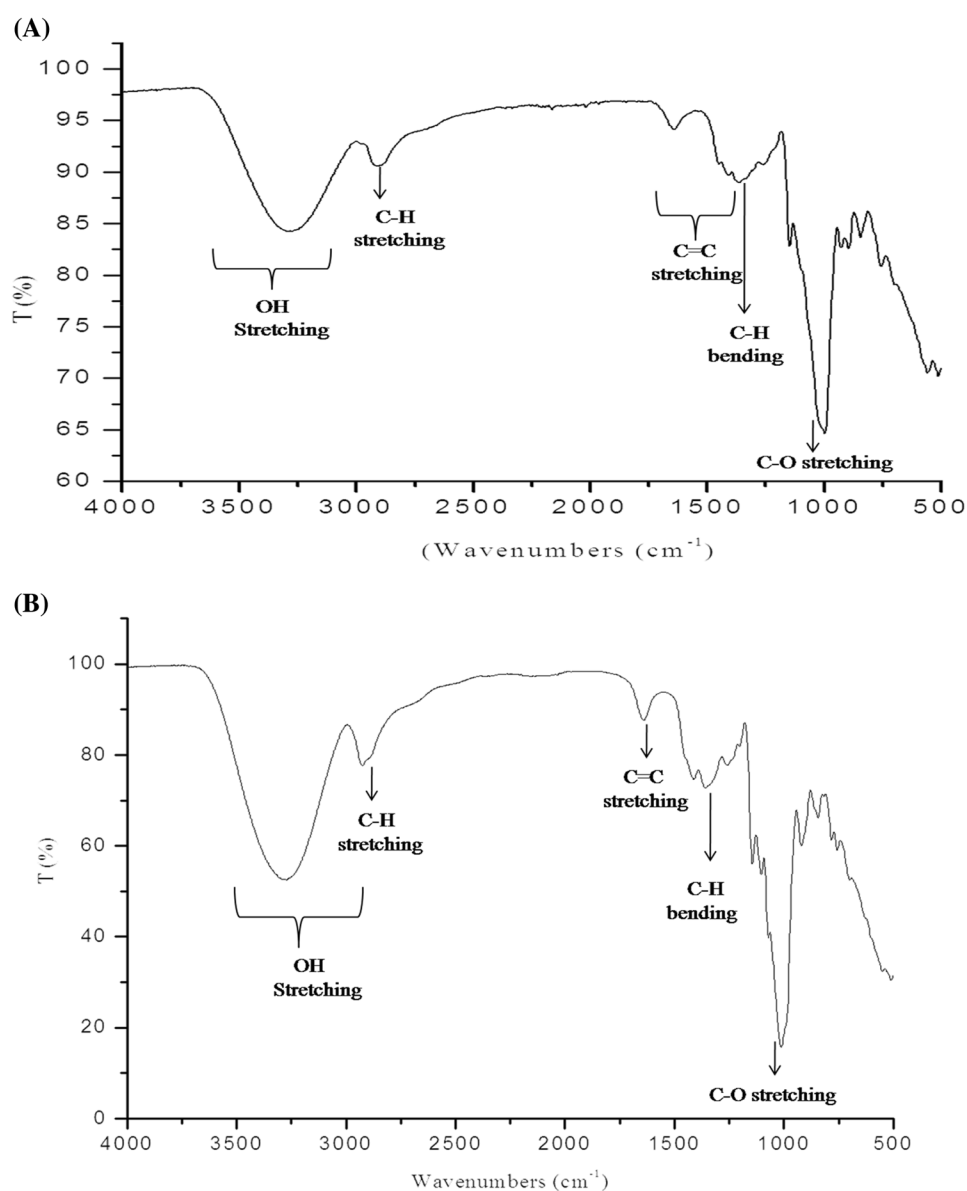 (A)
100
95
90
85
80
75
70
65
60
T(%)
C-H
stretching
OH
Stretching
C=C
stretching
C-H
bending
C-O stretching
4000 3500 3000 2500 2000 1500 1000 500
(Wavenumbers (cm⁻¹)
(B)
100
80
60
40
20
0
T(%)
C=C
stretching
C-H
stretching
C-H
bending
OH
Stretching
C-O stretching
4000 3500 3000 2500 2000 1500 1000 500
Wavenumbers (cm⁻¹)